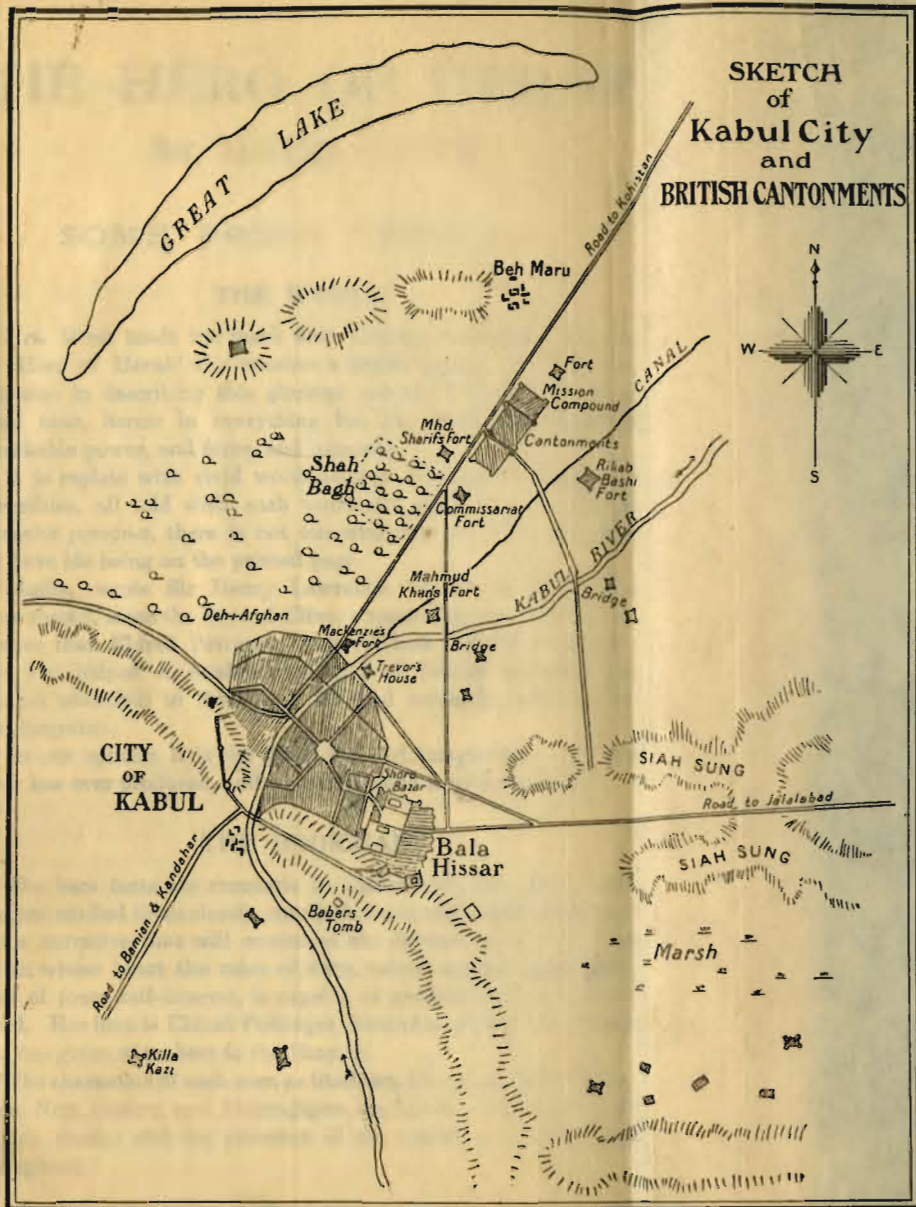 SKETCH
of
Kabul City
and
BRITISH CANTONMENTS
GREAT LAKE
Road to Kohistan
N
W E
S
Beh Maru
Fort
Mission
Compound
CANAL
Cantonments
Mhd.
Sharif's Fort
Shah
Bagh
Rikab
Bashi
Fort
Commissariat
Fort
KABUL RIVER
Mahmud
Khan's Fort
Bridge
Deh-i-Afghan
Mackenzie's
Fort
Bridge
Trevor's
House
CITY
OF
KABUL
SIAH SUNG
Shore
Bazar
Road to Jalalabad
Bala
Hissar
SIAH SUNG
Road to Bamian & Kandahar
Babers
Tomb
Marsh
Killa
Kazi